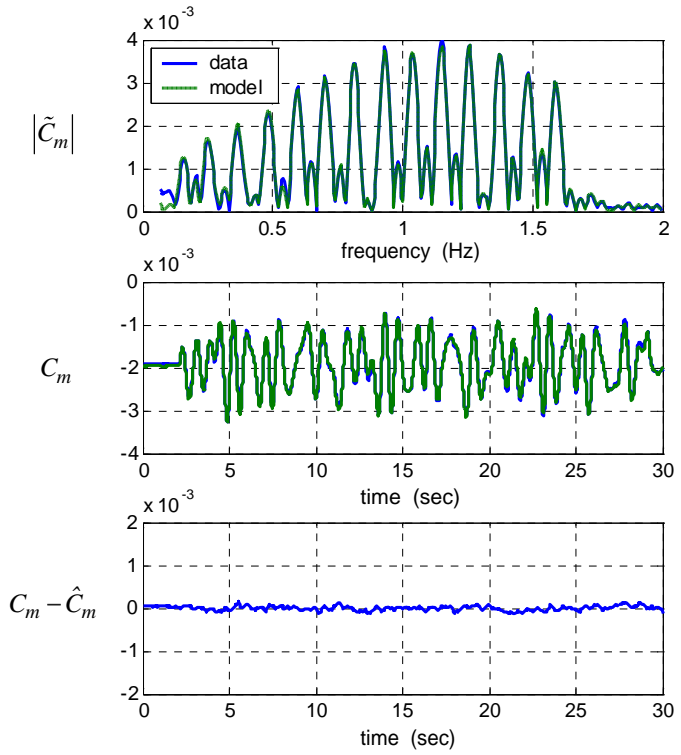 x 10 -3
4
3
2
1
0
data
model
|C̃m|
0 0.5 1 1.5 2
frequency (Hz)
x 10 -3
0
-1
-2
-3
-4
Cm
0 5 10 15 20 25 30
time (sec)
x 10 -3
2
1
0
-1
-2
Cm − Ĉm
0 5 10 15 20 25 30
time (sec)